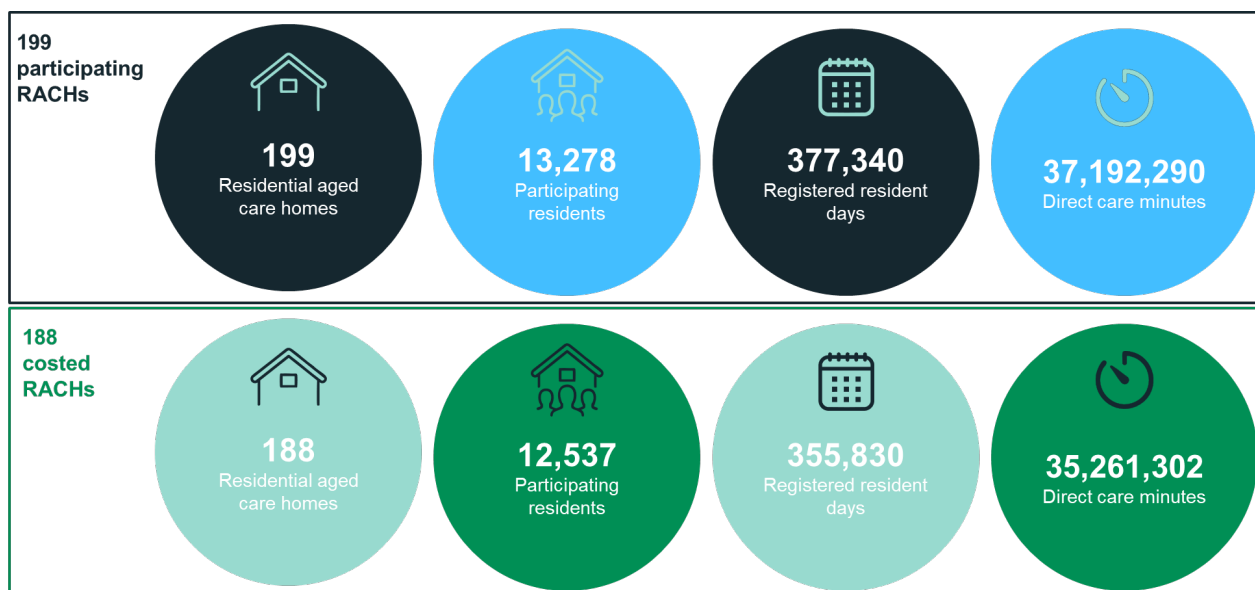 199
participating
RACHs
199
Residential aged
care homes
13,278
Participating
residents
377,340
Registered resident
days
37,192,290
Direct care minutes
188
costed
RACHs
188
Residential aged
care homes
12,537
Participating
residents
355,830
Registered resident
days
35,261,302
Direct care minutes